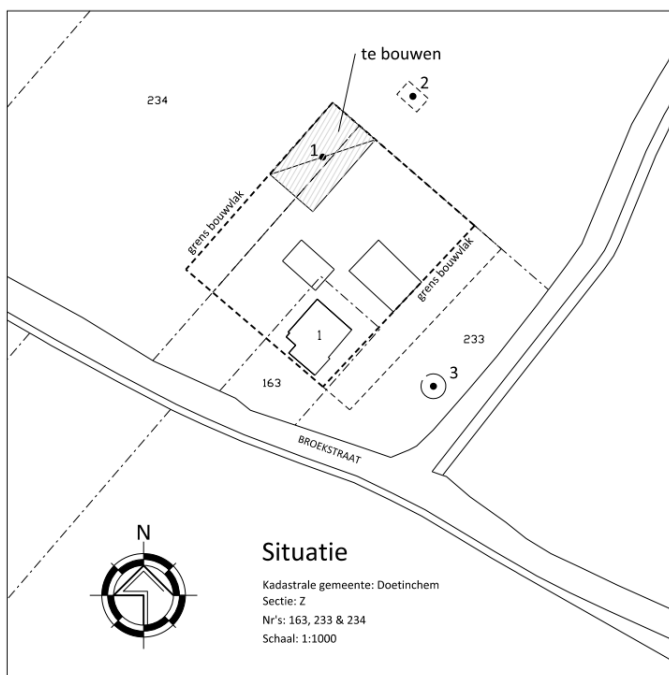 te bouwen
2
234
1
grens bouwvlak
grens bouwvlak
1
233
3
163
BROEKSTRAAT
N
Situatie
Kadastrale gemeente: Doetinchem
Sectie: Z
Nr's: 163, 233 & 234
Schaal: 1:1000